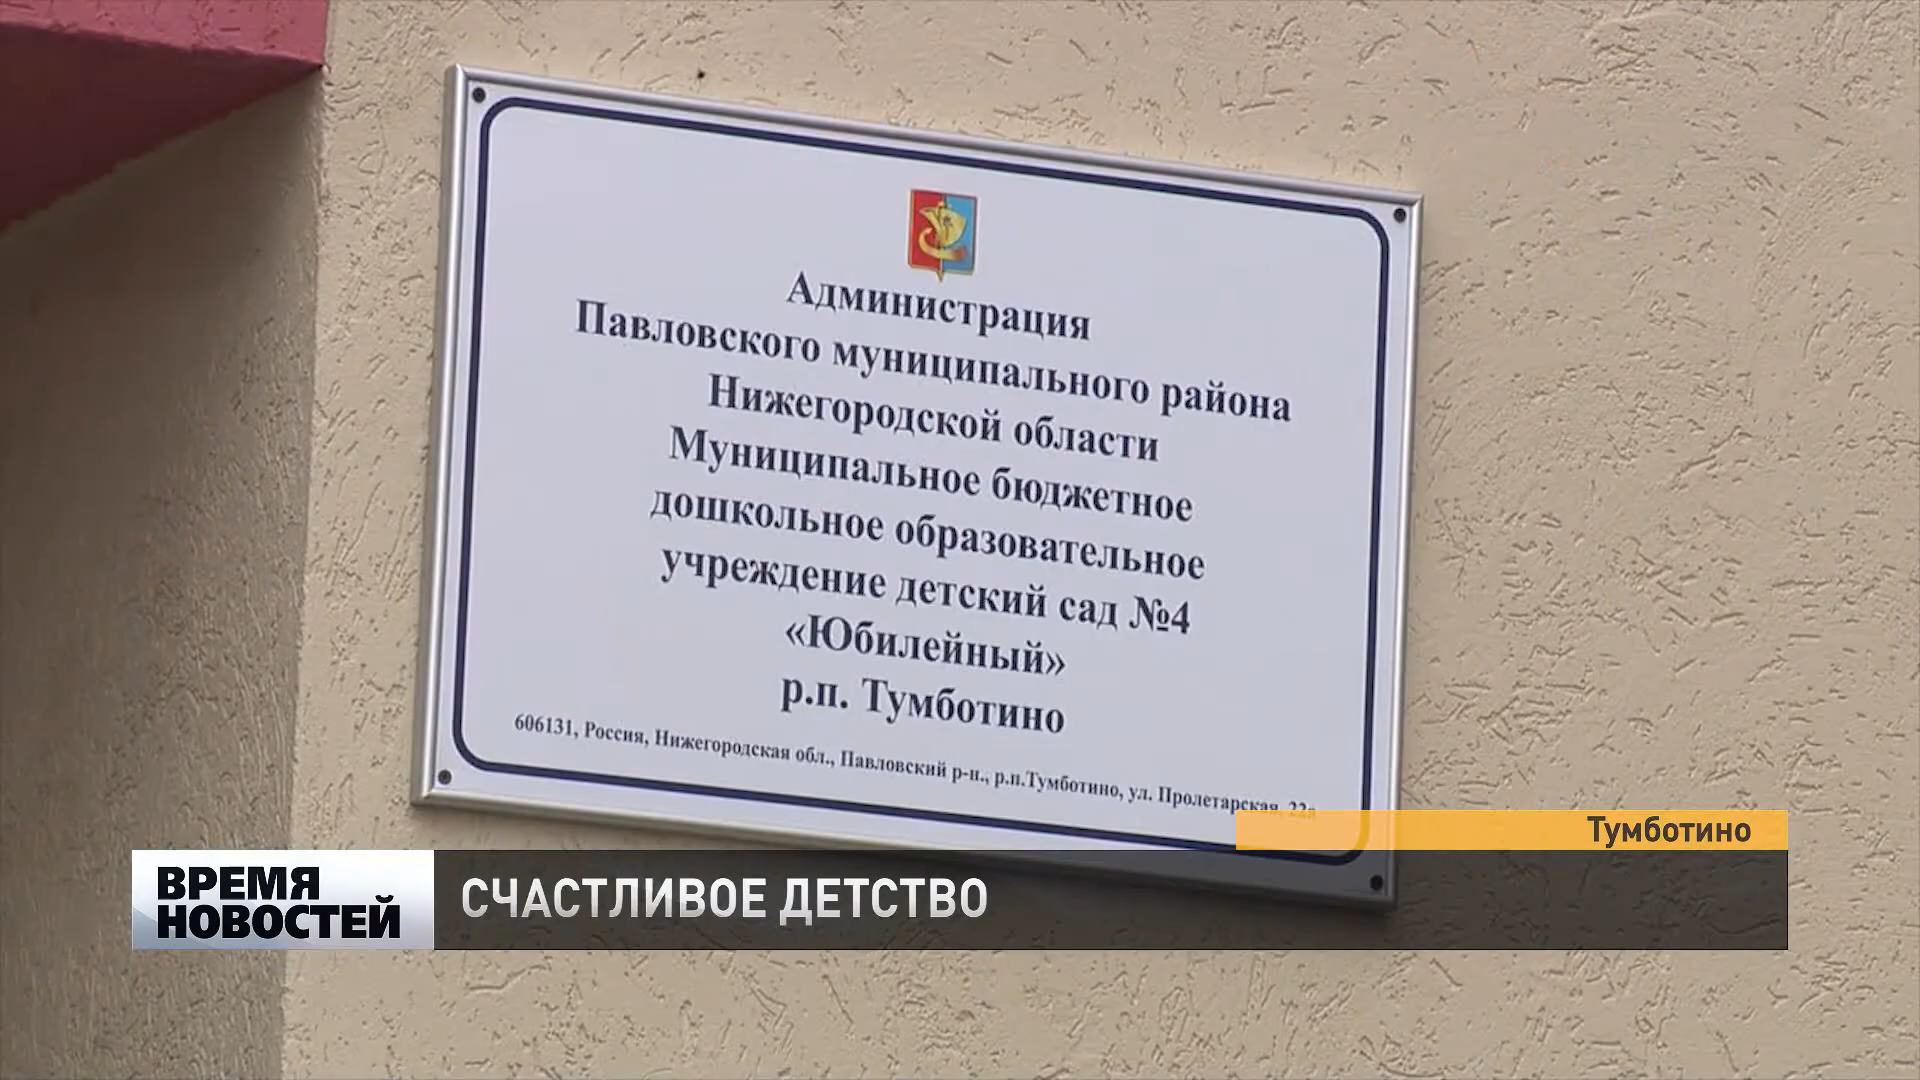 Администрация
Павловского муниципального района
Нижегородской области
Муниципальное бюджетное
дошкольное образовательное
учреждение детский сад №4
«Юбилейный»
р.п. Тумботино
606131, Россия, Нижегородская обл., Павловский р-н., р.п.Тумботино, ул. Пролетарская, 22а
Тумботино
ВРЕМЯ
НОВОСТЕЙ
СЧАСТЛИВОЕ ДЕТСТВО